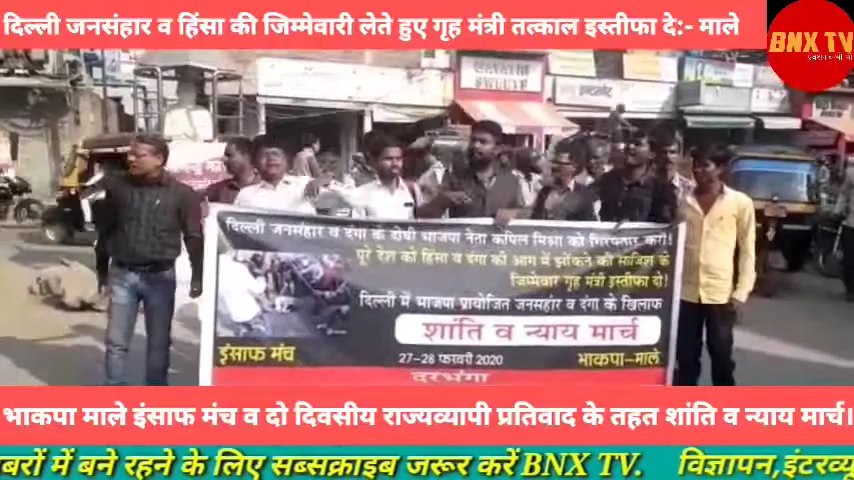 दिल्ली जनसंहार व हिंसा की जिम्मेवारी लेते हुए गृह मंत्री तत्काल इस्तीफा दे:- माले
BNX TV
दिल्ली जनसंहार व दंगा के दोषी भाजपा नेता कपिल मिश्रा को गिरफ्तार करो!
पूरे देश को हिंसा व दंगा की आग में झोंकने की साजिश के
जिम्मेवार गृह मंत्री इस्तीफा दो!
दिल्ली में भाजपा प्रायोजित जनसहांर व दंगा के खिलाफ
शांति व न्याय मार्च
इंसाफ मंच
27-28 फरवरी 2020
भाकपा-माले
दरभंगा
भाकपा माले इंसाफ मंच व दो दिवसीय राज्यव्यापी प्रतिवाद के तहत शांति व न्याय मार्च।
बरों में बने रहने के लिए सब्सक्राइब जरूर करें BNX TV. विज्ञापन,इंटरव्यू